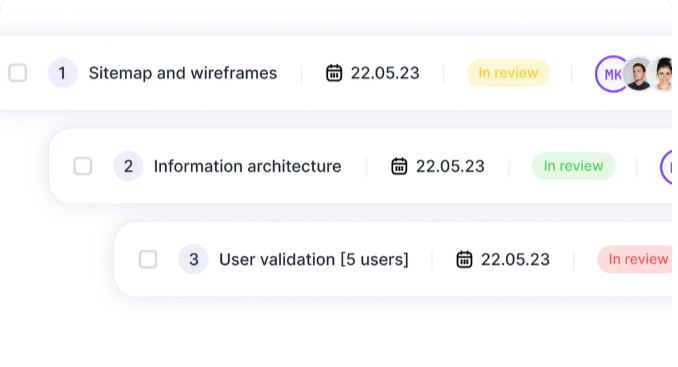 1 Sitemap and wireframes 22.05.23 In review MK
2 Information architecture 22.05.23 In review
3 User validation [5 users] 22.05.23 In review